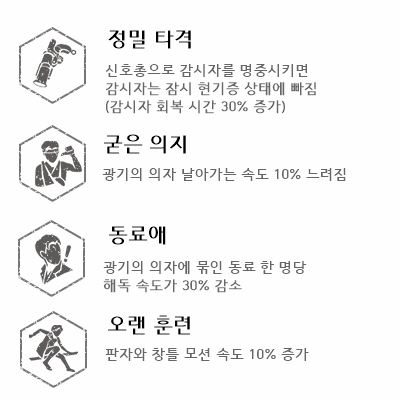 정밀 타격
신호총으로 감시자를 명중시키면
감시자는 잠시 현기증 상태에 빠짐
(감시자 회복 시간 30% 증가)
굳은 의지
광기의 의자 날아가는 속도 10% 느려짐
동료애
광기의 의자에 묶인 동료 한 명당
해독 속도가 30% 감소
오랜 훈련
판자와 창틀 모션 속도 10% 증가